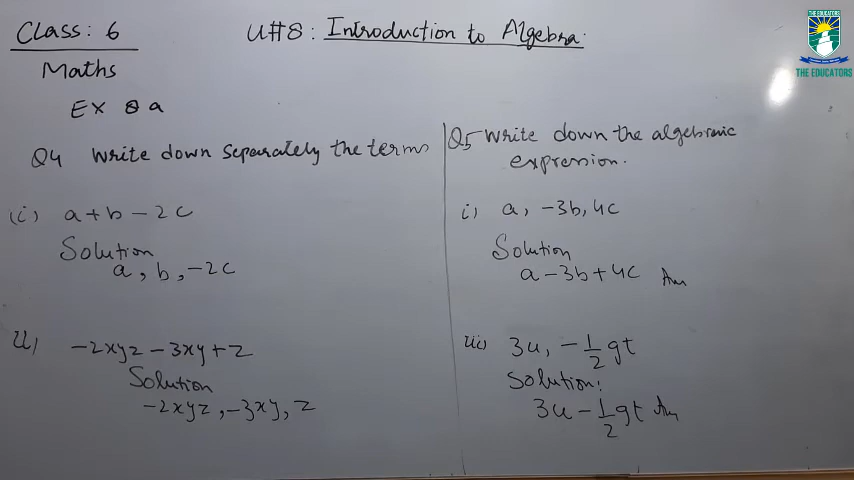 Class: 6
U#8: Introduction to Algebra.
THE EDUCATORS
THE EDUCATORS
Maths
Ex 8a
Q4 Write down separately the terms
(i) a+b-2c
Solution
a, b, -2c
ii) -2xyz-3xy+z
Solution
-2xyz, -3xy, z
Q5 Write down the algebraic
expression.
i) a, -3b, 4c
Solution
a-3b+4c Ans
iii) 3u, -1/2 gt
Solution:
3u - 1/2 gt Ans